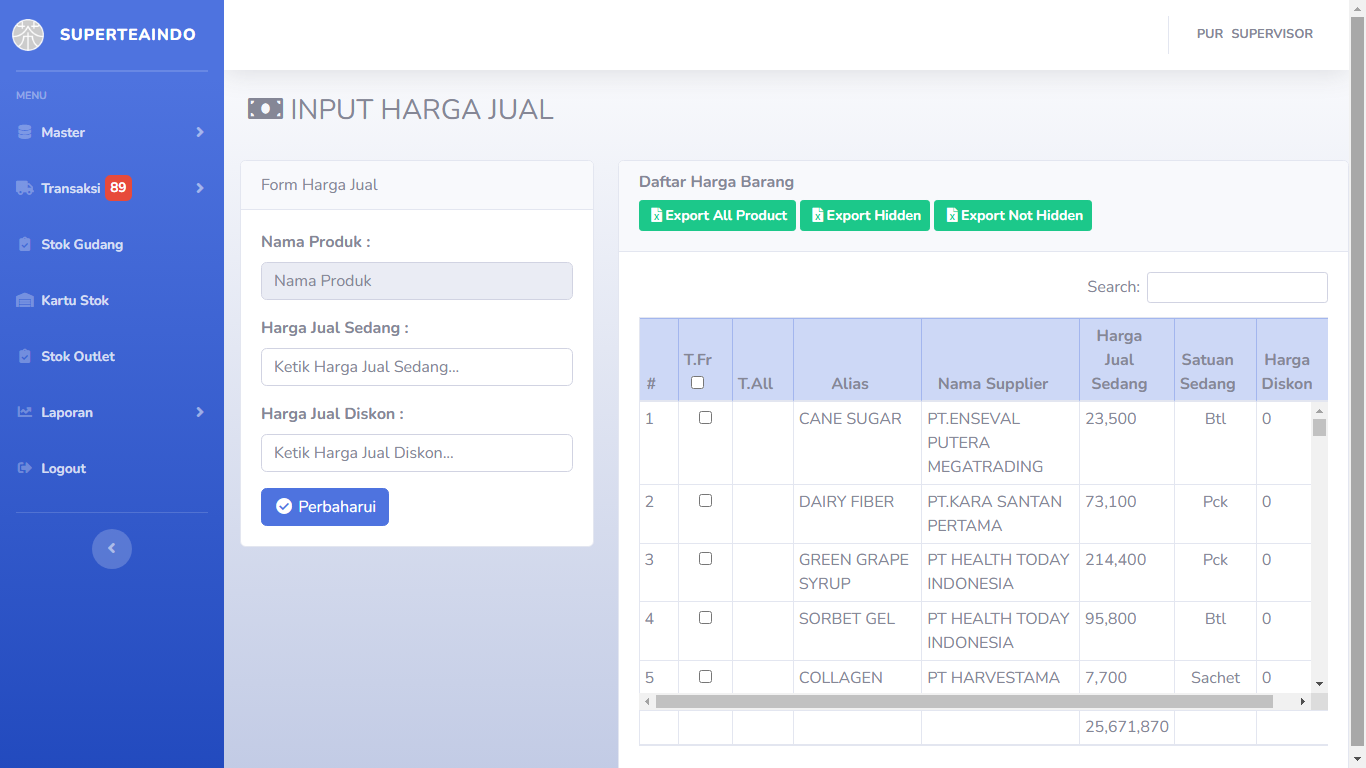 SUPERTEAINDO
PUR SUPERVISOR
MENU
Master
Transaksi 89
Stok Gudang
Kartu Stok
Stok Outlet
Laporan
Logout
INPUT HARGA JUAL
Form Harga Jual
Nama Produk :
Nama Produk
Harga Jual Sedang :
Ketik Harga Jual Sedang...
Harga Jual Diskon :
Ketik Harga Jual Diskon...
Perbaharui
Daftar Harga Barang
Export All Product Export Hidden Export Not Hidden
Search:
# T.Fr T.All Alias Nama Supplier Harga Jual Sedang Satuan Sedang Harga Diskon
1 CANE SUGAR PT.ENSEVAL PUTERA MEGATRADING 23,500 Btl 0
2 DAIRY FIBER PT.KARA SANTAN PERTAMA 73,100 Pck 0
3 GREEN GRAPE SYRUP PT HEALTH TODAY INDONESIA 214,400 Pck 0
4 SORBET GEL PT HEALTH TODAY INDONESIA 95,800 Btl 0
5 COLLAGEN PT HARVESTAMA 7,700 Sachet 0
25,671,870